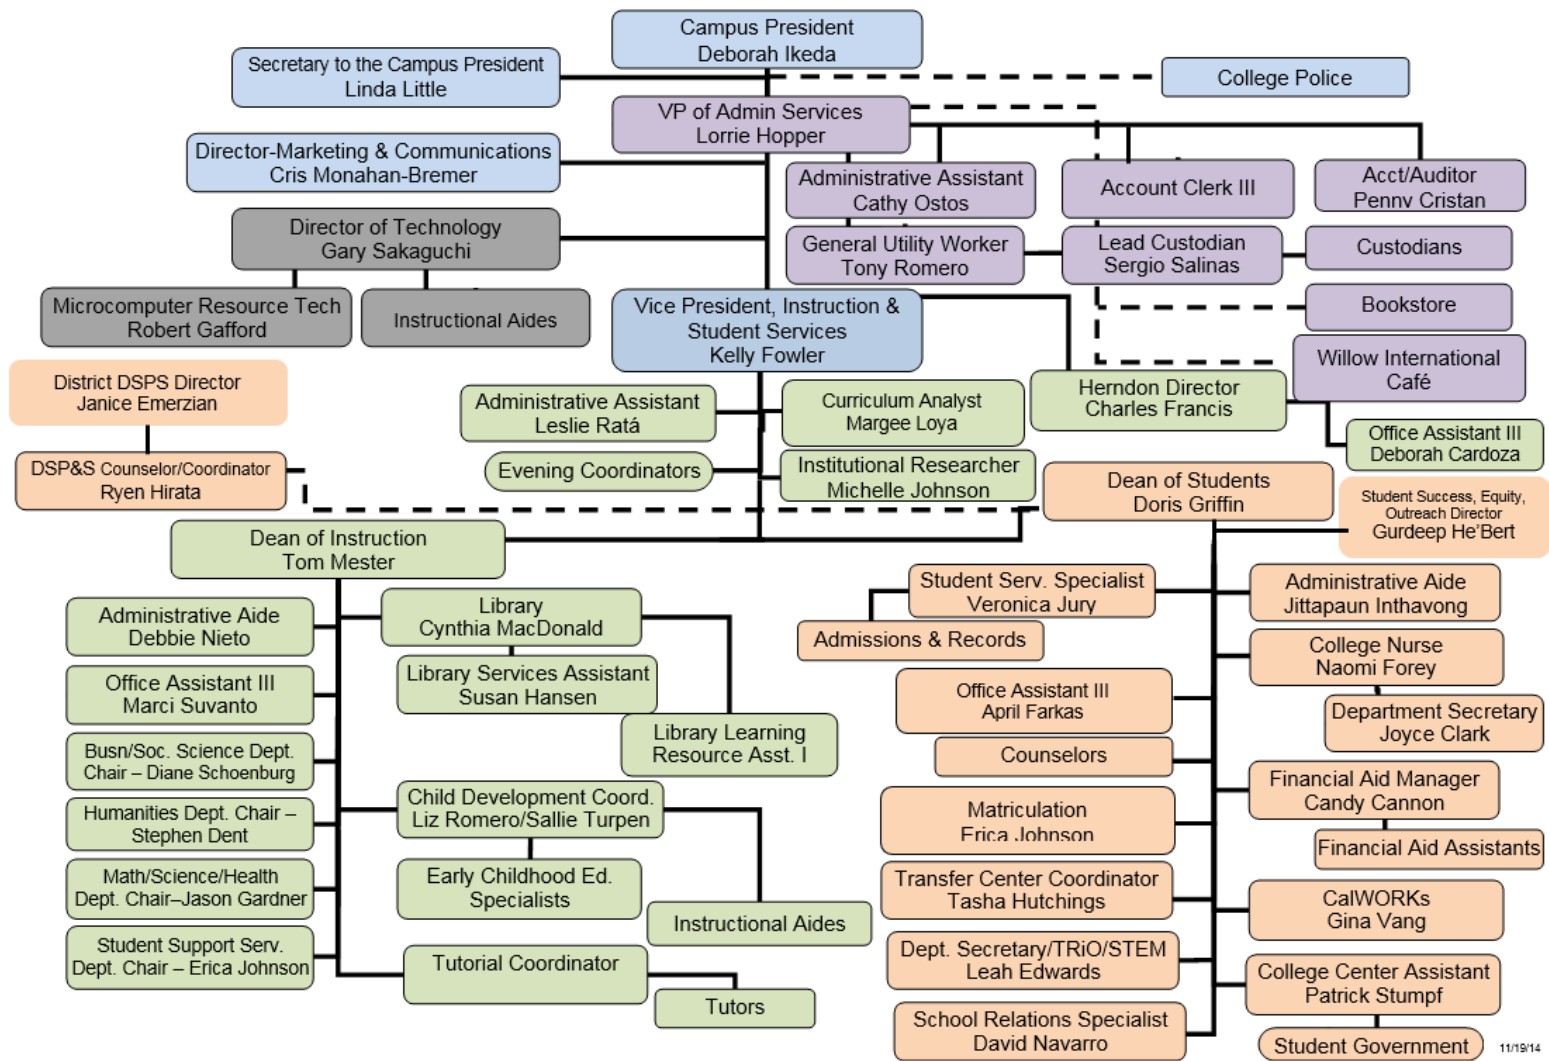 Campus President
Deborah Ikeda
Secretary to the Campus President
Linda Little
College Police
VP of Admin Services
Lorrie Hopper
Director-Marketing & Communications
Cris Monahan-Bremer
Administrative Assistant
Cathy Ostos
Account Clerk III
Acct/Auditor
Pennv Cristan
Director of Technology
Gary Sakaguchi
General Utility Worker
Tony Romero
Lead Custodian
Sergio Salinas
Custodians
Microcomputer Resource Tech
Robert Gafford
Instructional Aides
Vice President, Instruction &
Student Services
Kelly Fowler
Bookstore
Willow International
Café
District DSPS Director
Janice Emerzian
Administrative Assistant
Leslie Ratá
Curriculum Analyst
Margee Loya
Herndon Director
Charles Francis
Office Assistant III
Deborah Cardoza
DSP&S Counselor/Coordinator
Ryen Hirata
Evening Coordinators
Institutional Researcher
Michelle Johnson
Dean of Students
Doris Griffin
Student Success, Equity,
Outreach Director
Gurdeep He’Bert
Dean of Instruction
Tom Mester
Administrative Aide
Debbie Nieto
Library
Cynthia MacDonald
Student Serv. Specialist
Veronica Jury
Administrative Aide
Jittapaun Inthavong
Admissions & Records
College Nurse
Naomi Forey
Office Assistant III
Marci Suvanto
Library Services Assistant
Susan Hansen
Office Assistant III
April Farkas
Department Secretary
Joyce Clark
Busn/Soc. Science Dept.
Chair – Diane Schoenburg
Library Learning
Resource Asst. I
Counselors
Financial Aid Manager
Candy Cannon
Humanities Dept. Chair –
Stephen Dent
Child Development Coord.
Liz Romero/Sallie Turpen
Matriculation
Erica Johnson
Financial Aid Assistants
Math/Science/Health
Dept. Chair–Jason Gardner
Early Childhood Ed.
Specialists
Transfer Center Coordinator
Tasha Hutchings
CalWORKs
Gina Vang
Instructional Aides
Student Support Serv.
Dept. Chair – Erica Johnson
Tutorial Coordinator
Dept. Secretary/TRiO/STEM
Leah Edwards
College Center Assistant
Patrick Stumpf
Tutors
School Relations Specialist
David Navarro
Student Government
11/19/14